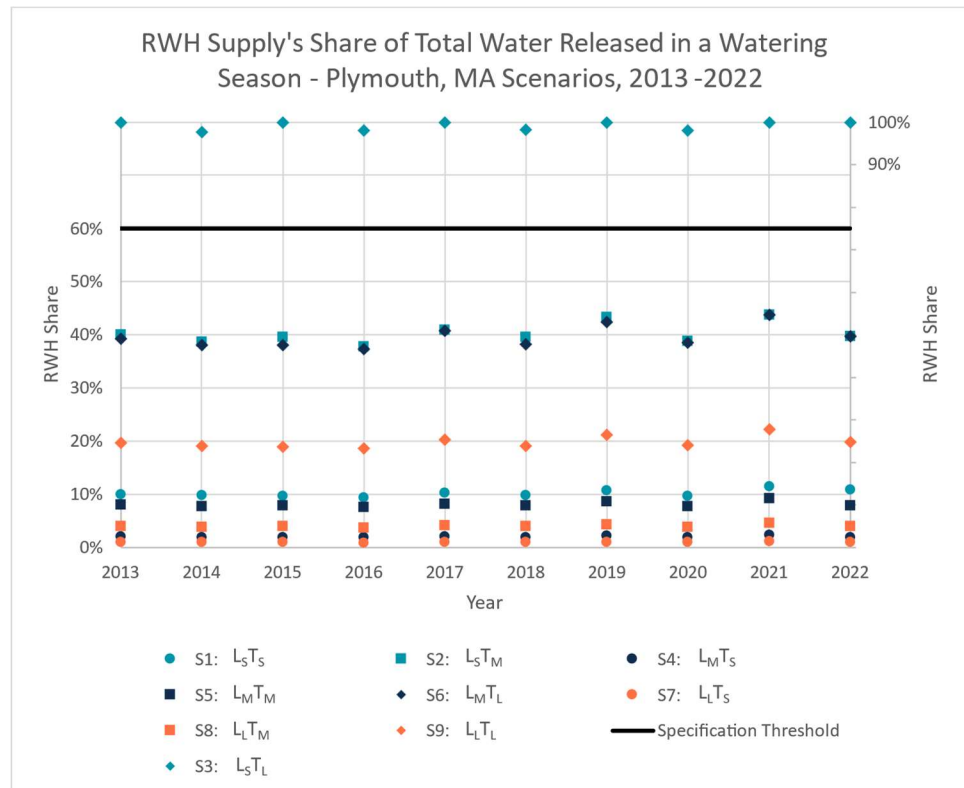 RWH Supply's Share of Total Water Released in a Watering
Season - Plymouth, MA Scenarios, 2013 -2022
100%
90%
60%
50%
40%
30%
20%
10%
0%
RWH Share
RWH Share
2013 2014 2015 2016 2017 2018 2019 2020 2021 2022
Year
S1: LSTS S2: LSTM S4: LMTS
S5: LMTM S6: LMTL S7: LLTS
S8: LLTM S9: LLTL Specification Threshold
S3: LSTL